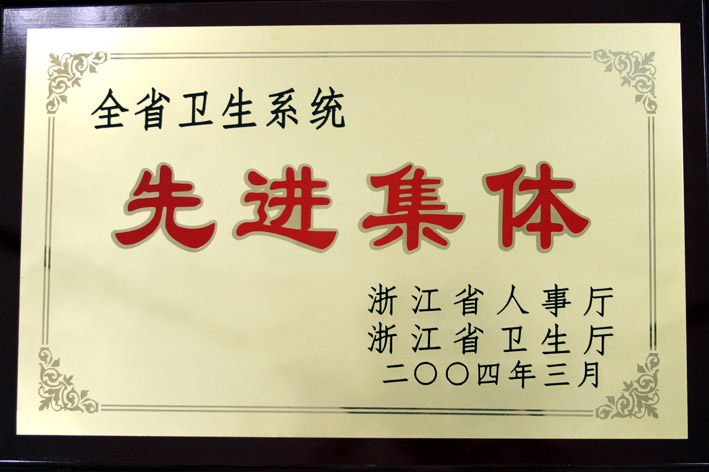 全省卫生系统
先进集体
浙江省人事厅
浙江省卫生厅
二〇〇四年三月